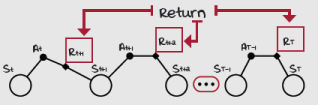 Return
At Rt+1 At+1 Rt+2 AT-1 RT
St St+1 St+2 ... ST-1 ST